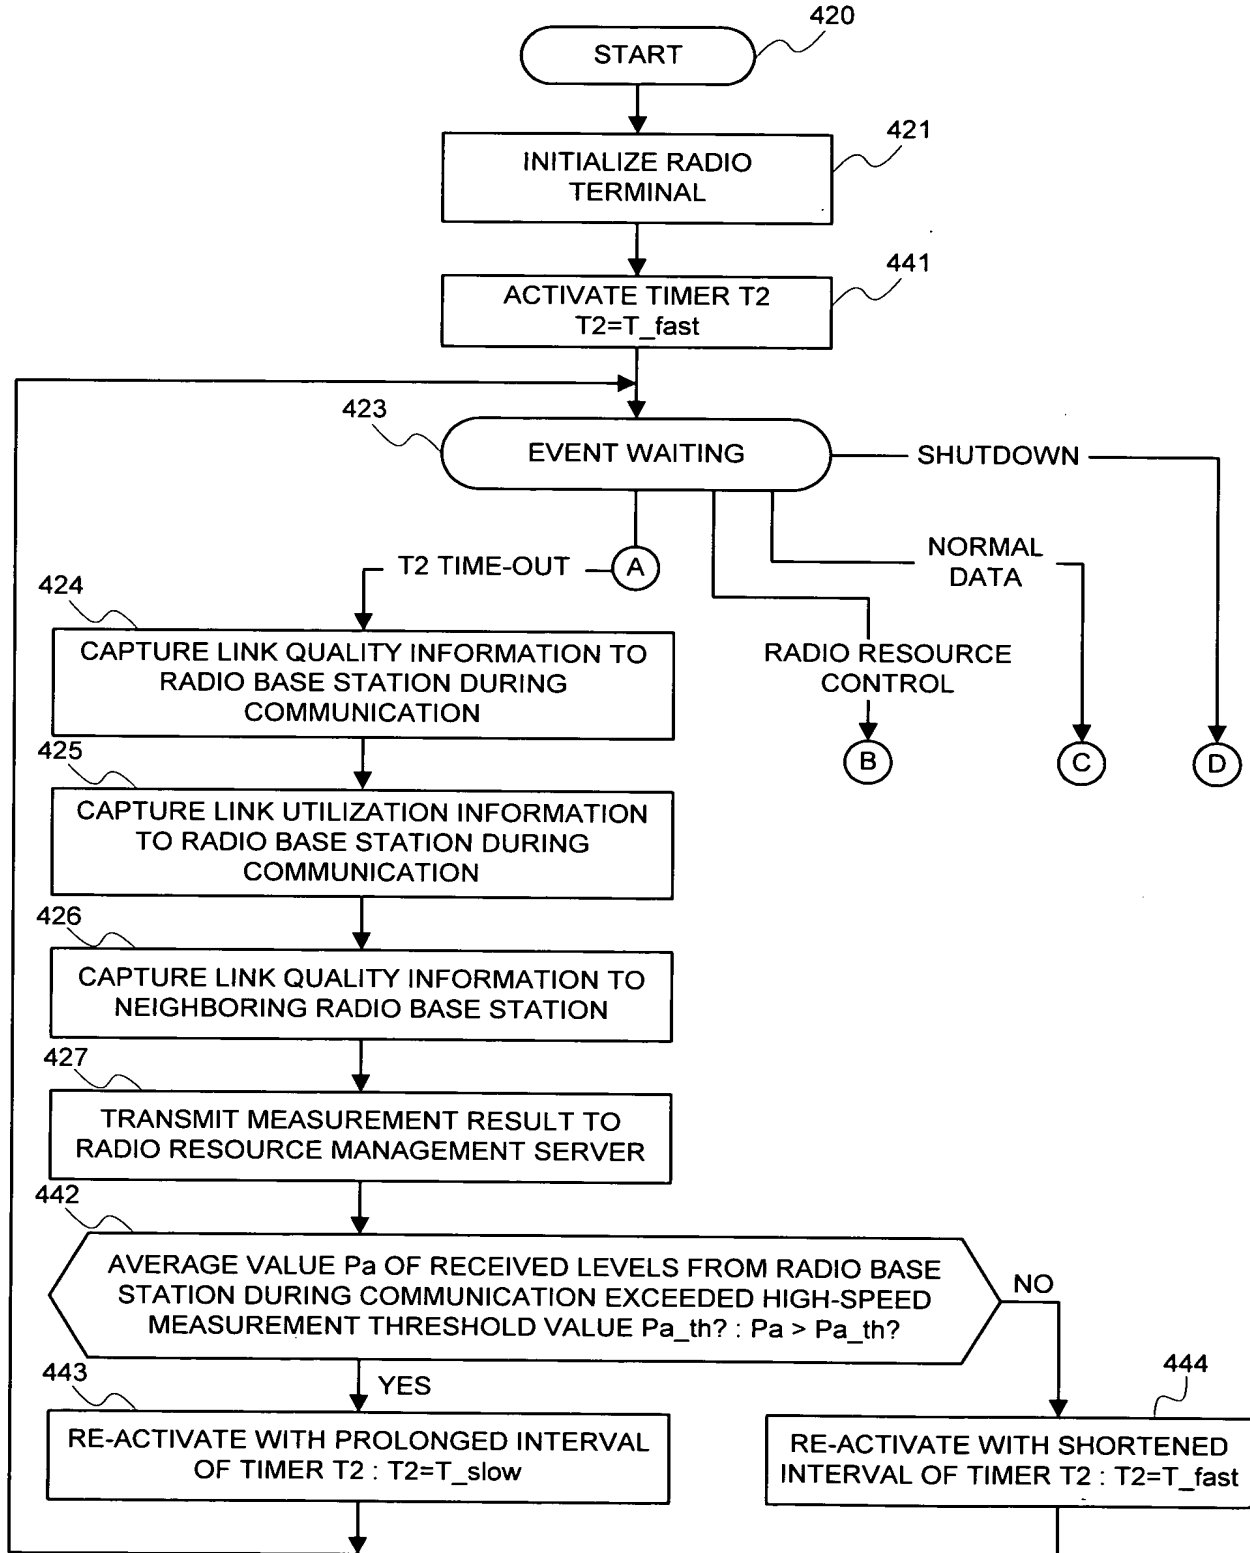 420
START
421
INITIALIZE RADIO
TERMINAL
441
ACTIVATE TIMER T2
T2=T_fast
423
EVENT WAITING
SHUTDOWN
NORMAL
DATA
T2 TIME-OUT
A
424
CAPTURE LINK QUALITY INFORMATION TO
RADIO BASE STATION DURING
COMMUNICATION
RADIO RESOURCE
CONTROL
B
C
D
425
CAPTURE LINK UTILIZATION INFORMATION
TO RADIO BASE STATION DURING
COMMUNICATION
426
CAPTURE LINK QUALITY INFORMATION TO
NEIGHBORING RADIO BASE STATION
427
TRANSMIT MEASUREMENT RESULT TO
RADIO RESOURCE MANAGEMENT SERVER
442
AVERAGE VALUE Pa OF RECEIVED LEVELS FROM RADIO BASE
STATION DURING COMMUNICATION EXCEEDED HIGH-SPEED
MEASUREMENT THRESHOLD VALUE Pa_th? : Pa > Pa_th?
NO
YES
443
RE-ACTIVATE WITH PROLONGED INTERVAL
OF TIMER T2 : T2=T_slow
444
RE-ACTIVATE WITH SHORTENED
INTERVAL OF TIMER T2 : T2=T_fast